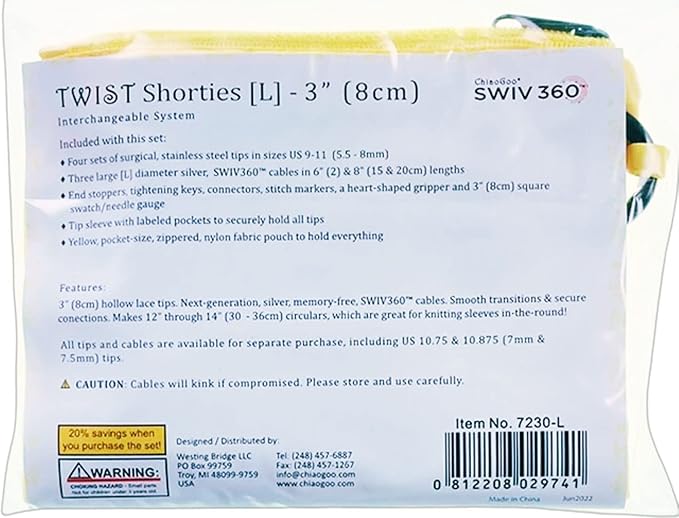 TWIST Shorties [L] - 3" (8cm)
ChiaoGoo®
SWIV 360™
Interchangeable System
Included with this set:
♦ Four sets of surgical, stainless steel tips in sizes US 9-11 (5.5 - 8mm)
♦ Three large [L] diameter silver, SWIV360™ cables in 6" (2) & 8" (15 & 20cm) lengths
♦ End stoppers, tightening keys, connectors, stitch markers, a heart-shaped gripper and 3" (8cm) square
swatch/needle gauge
♦ Tip sleeve with labeled pockets to securely hold all tips
♦ Yellow, pocket-size, zippered, nylon fabric pouch to hold everything
Features:
3" (8cm) hollow lace tips. Next-generation, silver, memory-free, SWIV360™ cables. Smooth transitions & secure
conections. Makes 12" through 14" (30 - 36cm) circulars, which are great for knitting sleeves in-the-round!
All tips and cables are available for separate purchase, including US 10.75 & 10.875 (7mm &
7.5mm) tips.
⚠ CAUTION: Cables will kink if compromised. Please store and use carefully.
20% savings when
you purchase the set!
⚠ WARNING:
CHOKING HAZARD - Small parts
Not for children under 3 years old.
Designed / Distributed by:
Westing Bridge LLC
PO Box 99759
Troy, MI 48099-9759
USA
Tel: (248) 457-6887
Fax: (248) 457-1267
info@chiaogoo.com
www.chiaogoo.com
Item No. 7230-L
0 812208 029741
Made in China Jun2022